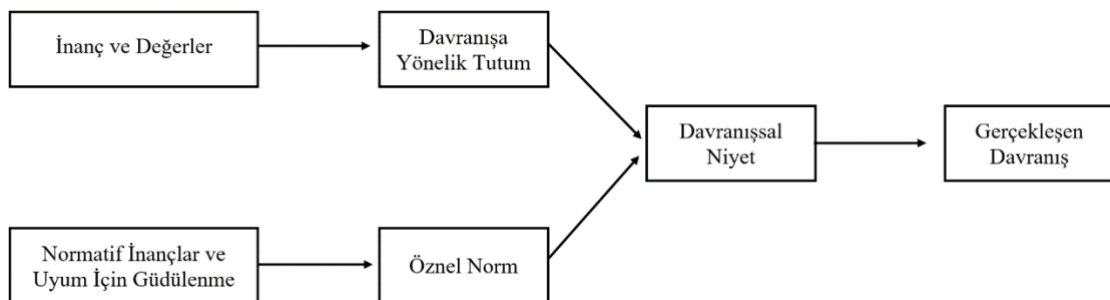 İnanç ve Değerler
Davranışa
Yönelik Tutum
Davranışsal
Niyet
Gerçekleşen
Davranış
Normatif İnançlar ve
Uyum İçin Güdülenme
Öznel Norm